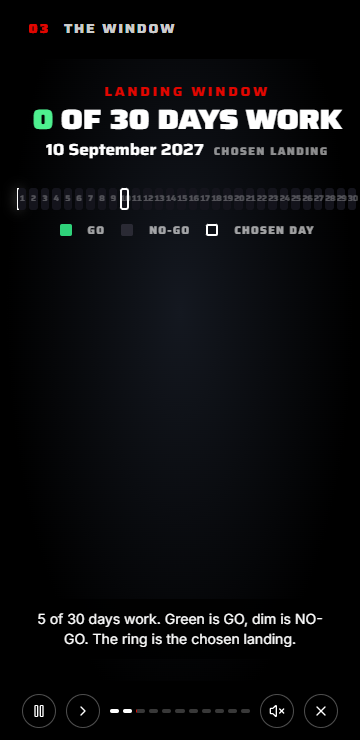 03 THE WINDOW
LANDING WINDOW
0 OF 30 DAYS WORK
10 September 2027 CHOSEN LANDING
1 2 3 4 5 6 7 8 9 10 11 12 13 14 15 16 17 18 19 20 21 22 23 24 25 26 27 28 29 30
GO NO-GO CHOSEN DAY
5 of 30 days work. Green is GO, dim is NO-
GO. The ring is the chosen landing.